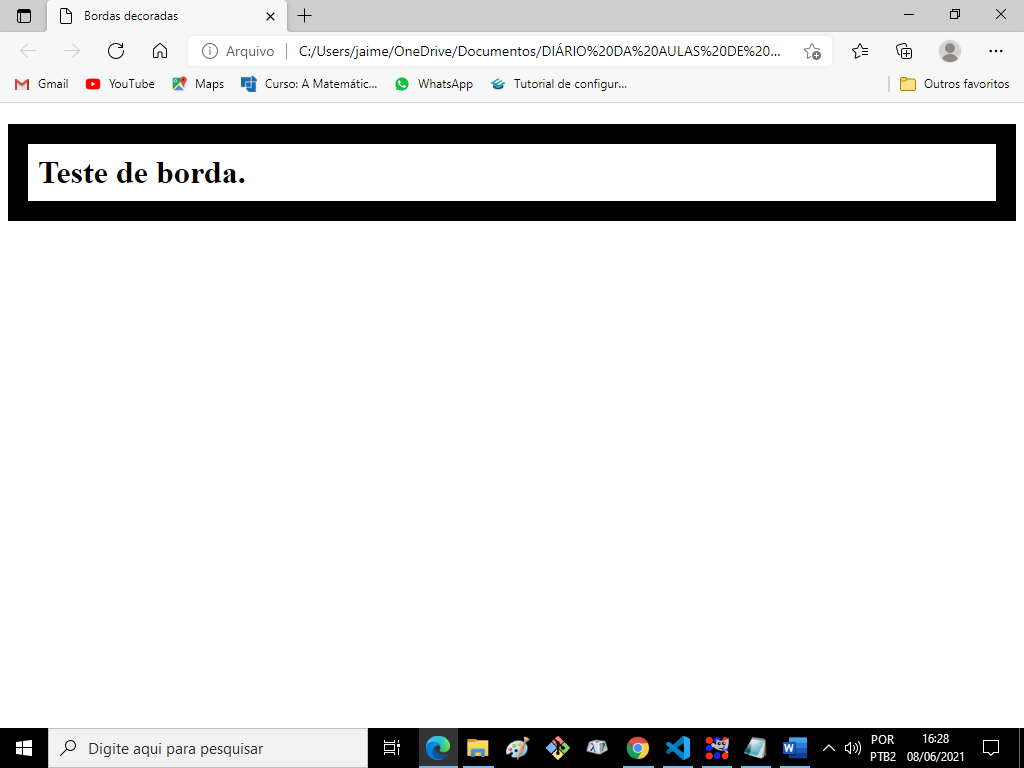 Bordas decoradas
Arquivo C:/Users/jaime/OneDrive/Documentos/DIÁRIO%20DA%20AULAS%20DE%20...
Gmail YouTube Maps Curso: A Matemátic... WhatsApp Tutorial de configur... Outros favoritos
Teste de borda.
Digite aqui para pesquisar
POR 16:28
PTB2 08/06/2021